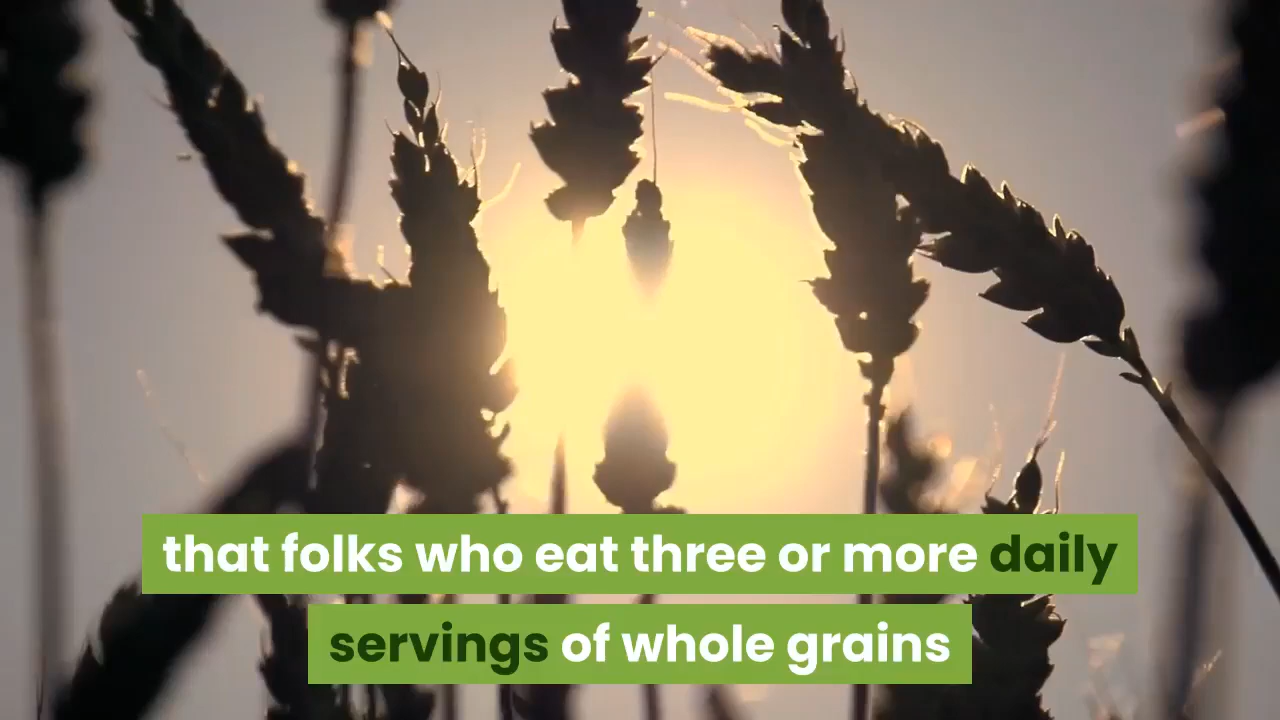 that folks who eat three or more daily
servings of whole grains